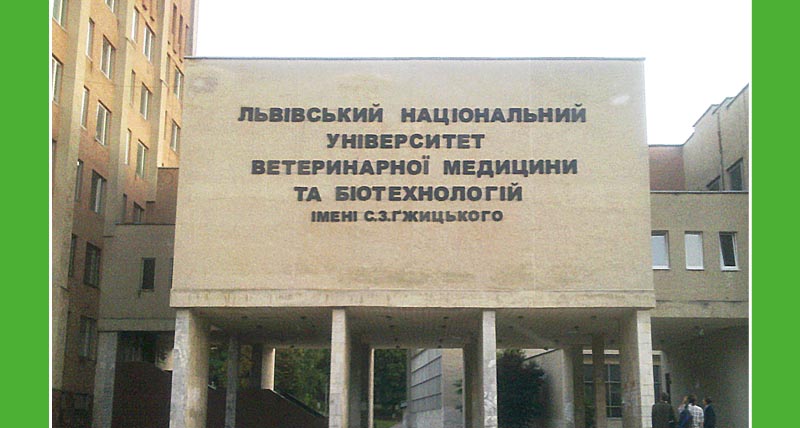 ЛЬВІВСЬКИЙ НАЦІОНАЛЬНИЙ
УНІВЕРСИТЕТ
ВЕТЕРИНАРНОЇ МЕДИЦИНИ
ТА БІОТЕХНОЛОГІЙ
ІМЕНІ С.З.ҐЖИЦЬКОГО